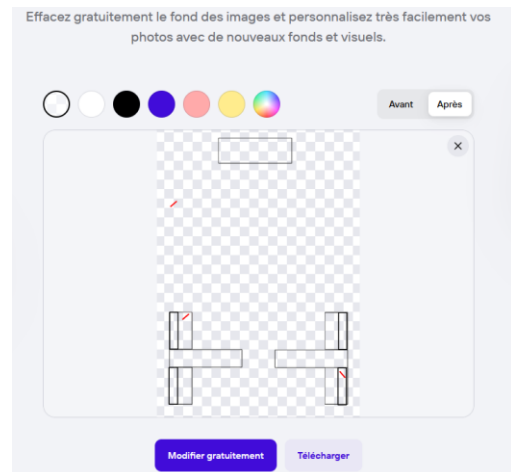 Effacez gratuitement le fond des images et personnalisez très facilement vos
photos avec de nouveaux fonds et visuels.
Avant Après
Modifier gratuitement Télécharger